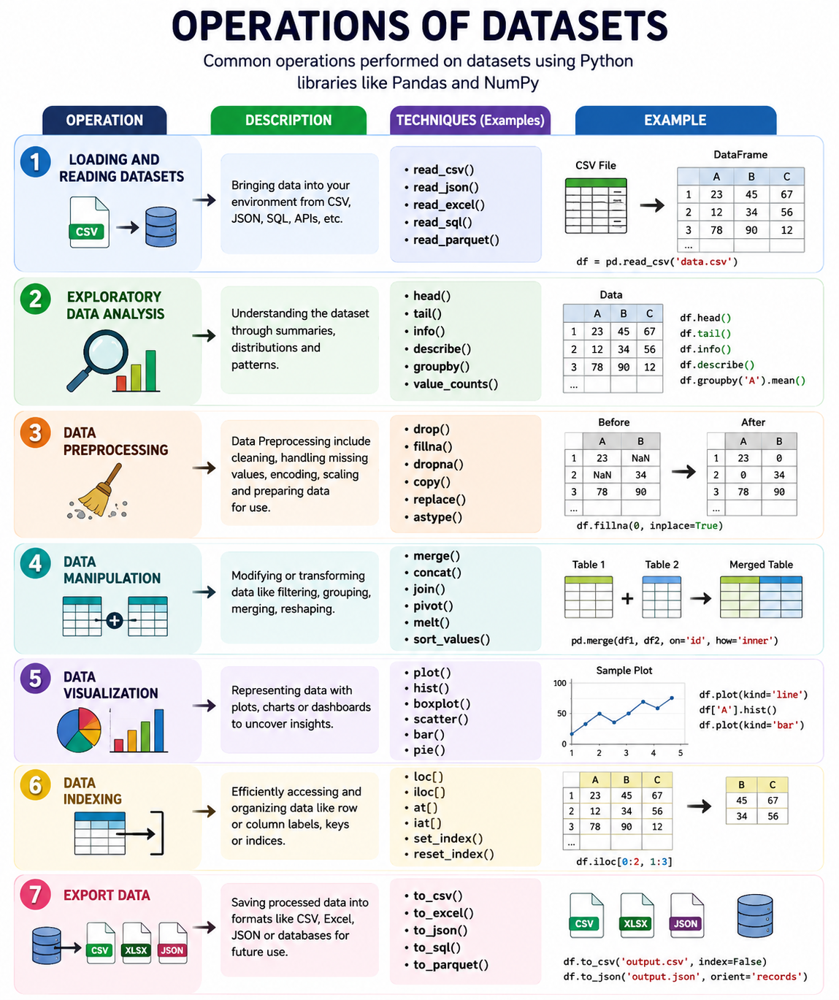 OPERATIONS OF DATASETS
Common operations performed on datasets using Python
libraries like Pandas and NumPy
OPERATION
DESCRIPTION
TECHNIQUES (Examples)
EXAMPLE
1
LOADING AND
READING DATASETS
CSV
Bringing data into your
environment from CSV,
JSON, SQL, APIs, etc.
• read_csv()
• read_json()
• read_excel()
• read_sql()
• read_parquet()
CSV File
DataFrame
A B C
1 23 45 67
2 12 34 56
3 78 90 12
...
df = pd.read_csv('data.csv')
2
EXPLORATORY
DATA ANALYSIS
Understanding the dataset
through summaries,
distributions and
patterns.
• head()
• tail()
• info()
• describe()
• groupby()
• value_counts()
Data
A B C
1 23 45 67
2 12 34 56
3 78 90 12
...
df.head()
df.tail()
df.info()
df.describe()
df.groupby('A').mean()
3
DATA
PREPROCESSING
Data Preprocessing include
cleaning, handling missing
values, encoding, scaling
and preparing data
for use.
• drop()
• fillna()
• dropna()
• copy()
• replace()
• astype()
Before
A B
1 23 NaN
2 NaN 34
3 78 90
...
After
A B
1 23 0
2 0 34
3 78 90
...
df.fillna(0, inplace=True)
4
DATA
MANIPULATION
Modifying or transforming
data like filtering, grouping,
merging, reshaping.
• merge()
• concat()
• join()
• pivot()
• melt()
• sort_values()
Table 1
+
Table 2
Merged Table
pd.merge(df1, df2, on='id', how='inner')
5
DATA
VISUALIZATION
Representing data with
plots, charts or dashboards
to uncover insights.
• plot()
• hist()
• boxplot()
• scatter()
• bar()
• pie()
Sample Plot
100
50
0
1 2 3 4 5
df.plot(kind='line')
df['A'].hist()
df.plot(kind='bar')
6
DATA
INDEXING
Efficiently accessing and
organizing data like row
or column labels, keys
or indices.
• loc[]
• iloc[]
• at[]
• iat[]
• set_index()
• reset_index()
A B C
1 23 45 67
2 12 34 56
3 78 90 12
...
B C
45 67
34 56
df.iloc[0:2, 1:3]
7
EXPORT DATA
CSV XLSX JSON
Saving processed data into
formats like CSV, Excel,
JSON or databases for
future use.
• to_csv()
• to_excel()
• to_json()
• to_sql()
• to_parquet()
CSV XLSX JSON
df.to_csv('output.csv', index=False)
df.to_json('output.json', orient='records')